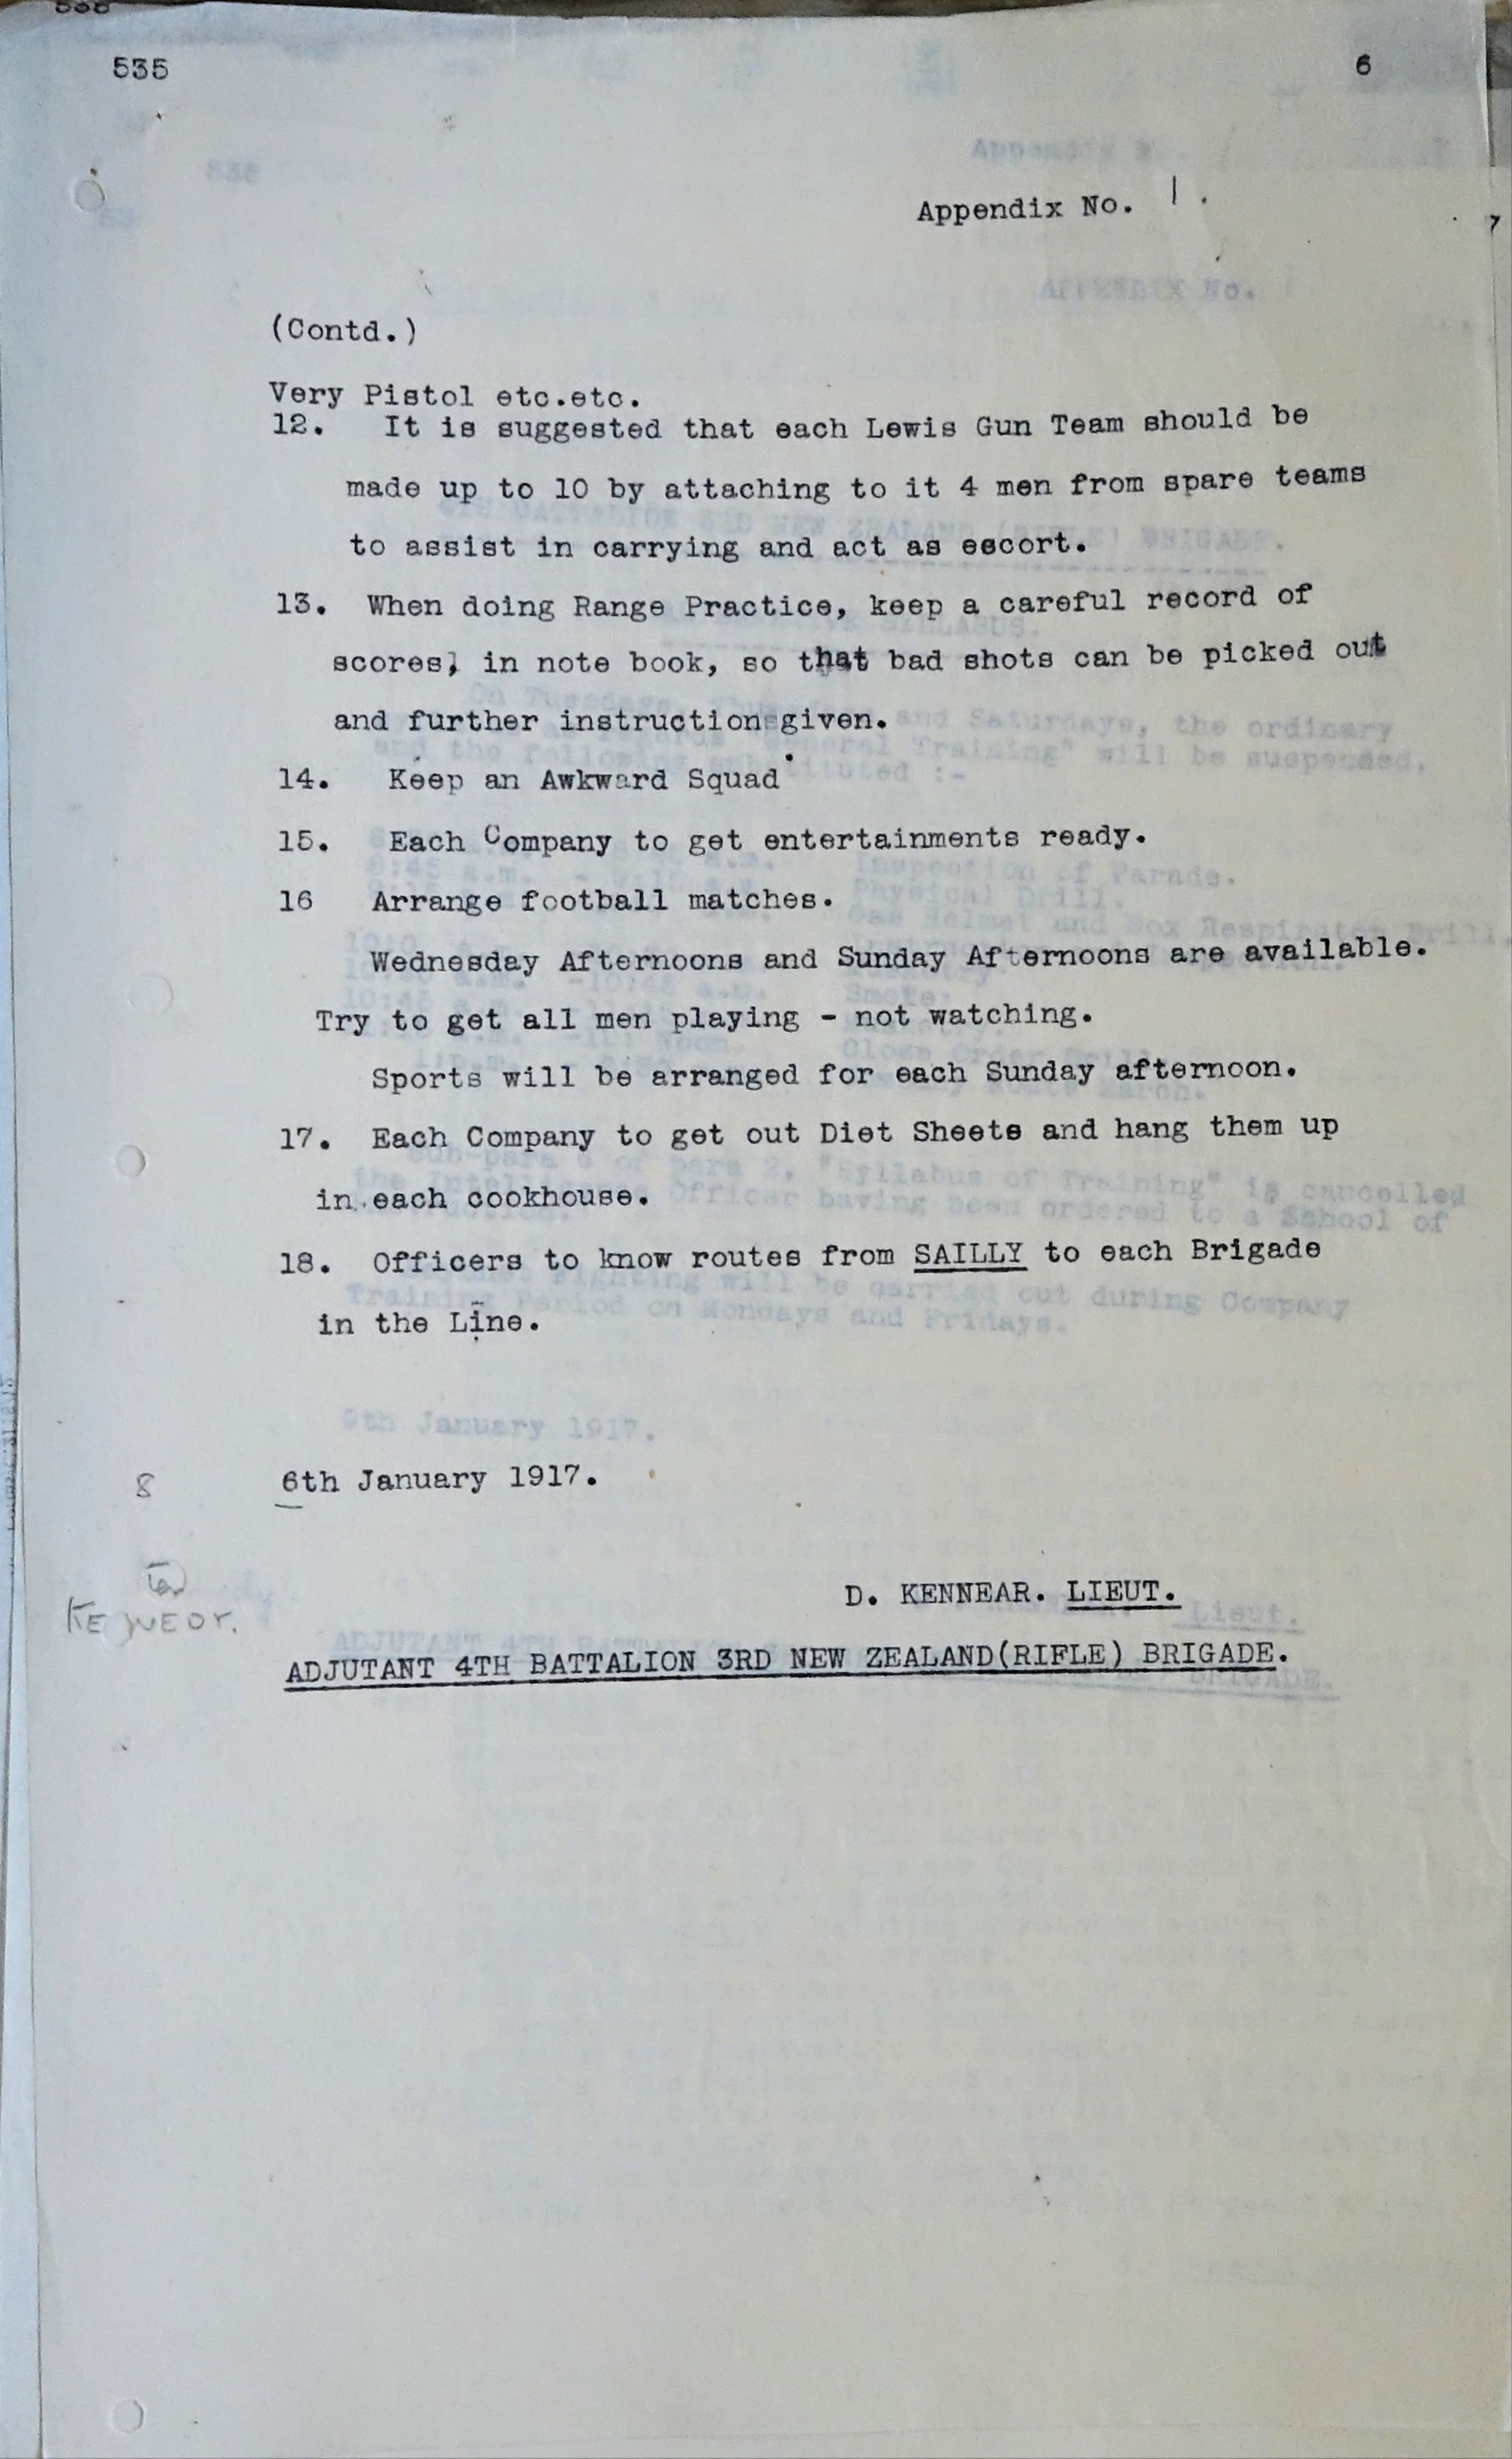 535 6
Appendix No. 1.
(Contd.)
Very Pistol etc.etc.
12. It is suggested that each Lewis Gun Team should be
made up to 10 by attaching to it 4 men from spare teams
to assist in carrying and act as escort.
13. When doing Range Practice, keep a careful record of
scores, in note book, so that bad shots can be picked out
and further instruction given.
14. Keep an Awkward Squad
15. Each Company to get entertainments ready.
16 Arrange football matches.
Wednesday Afternoons and Sunday Afternoons are available.
Try to get all men playing - not watching.
Sports will be arranged for each Sunday afternoon.
17. Each Company to get out Diet Sheets and hang them up
in each cookhouse.
18. Officers to know routes from SAILLY to each Brigade
in the Line.
8 6th January 1917.
D. KENNEAR. LIEUT.
ADJUTANT 4TH BATTALION 3RD NEW ZEALAND(RIFLE) BRIGADE.